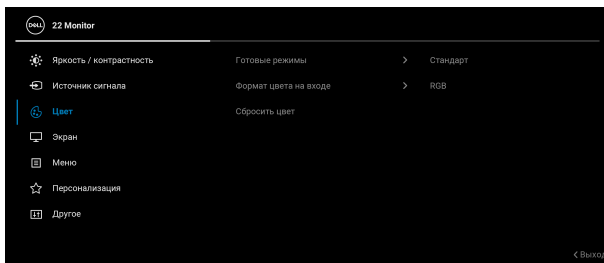 DELL 22 Monitor
Яркость / контрастность Готовые режимы > Стандарт
Источник сигнала Формат цвета на входе > RGB
Цвет Сбросить цвет
Экран
Меню
Персонализация
Другое
< Выход